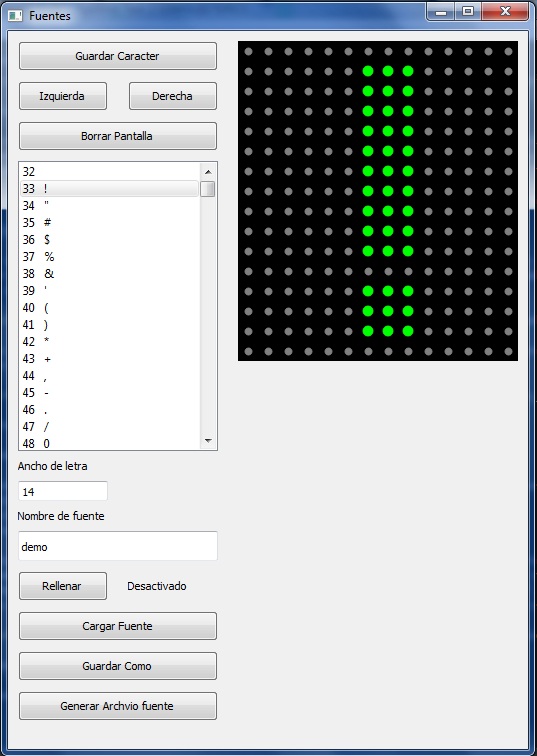 Fuentes
Guardar Caracter
Izquierda
Derecha
Borrar Pantalla
32
33 !
34 "
35 #
36 $
37 %
38 &
39 '
40 (
41 )
42 *
43 +
44 ,
45 -
46 .
47 /
48 0
Ancho de letra
14
Nombre de fuente
demo
Rellenar
Desactivado
Cargar Fuente
Guardar Como
Generar Archvio fuente